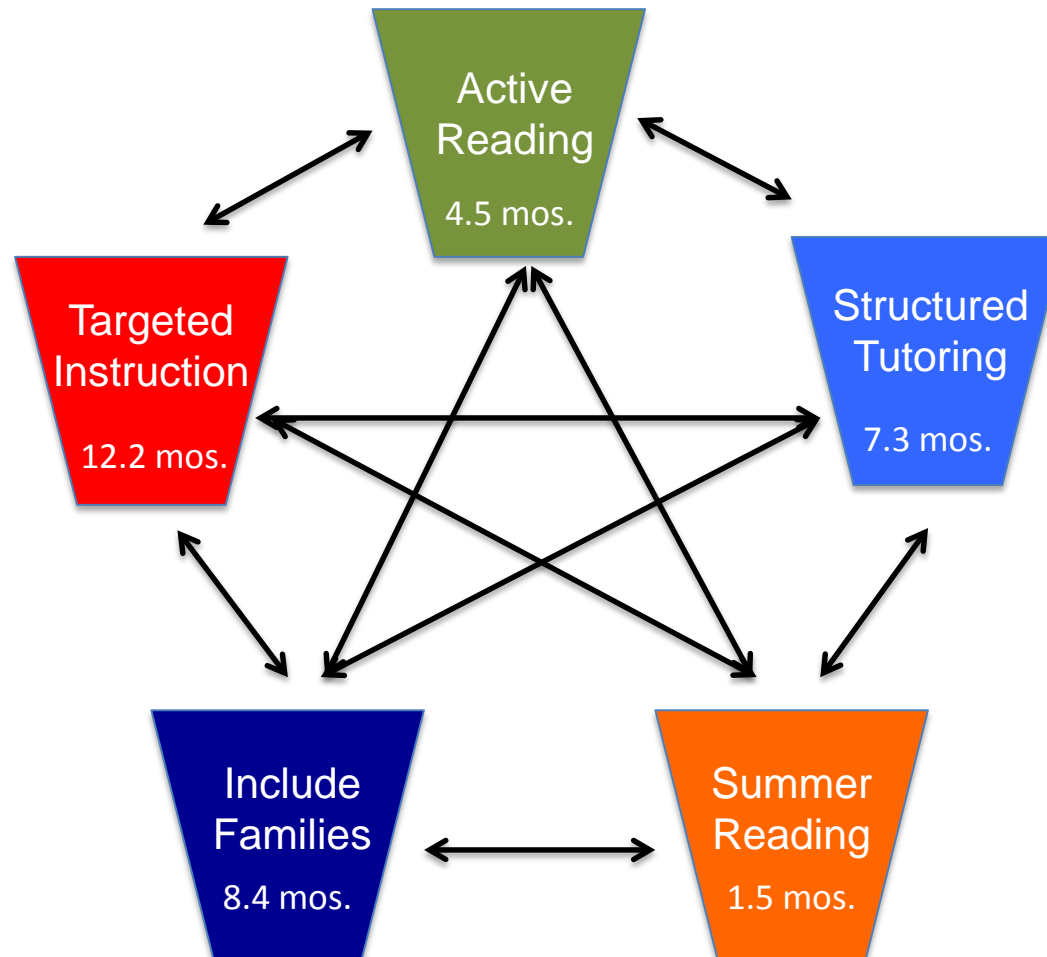 Active
Reading
4.5 mos.
Targeted
Instruction
12.2 mos.
Structured
Tutoring
7.3 mos.
Include
Families
8.4 mos.
Summer
Reading
1.5 mos.